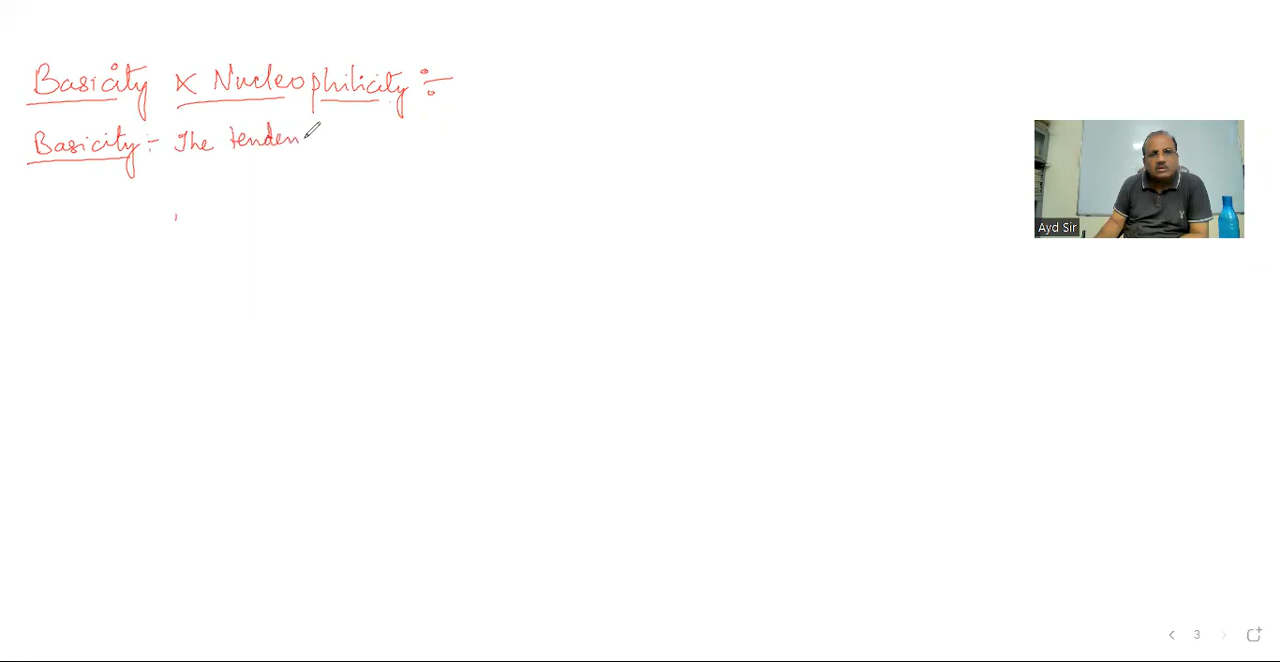 Basicity & Nucleophilicity :-
Basicity :- The tenden
Ayd Sir
3